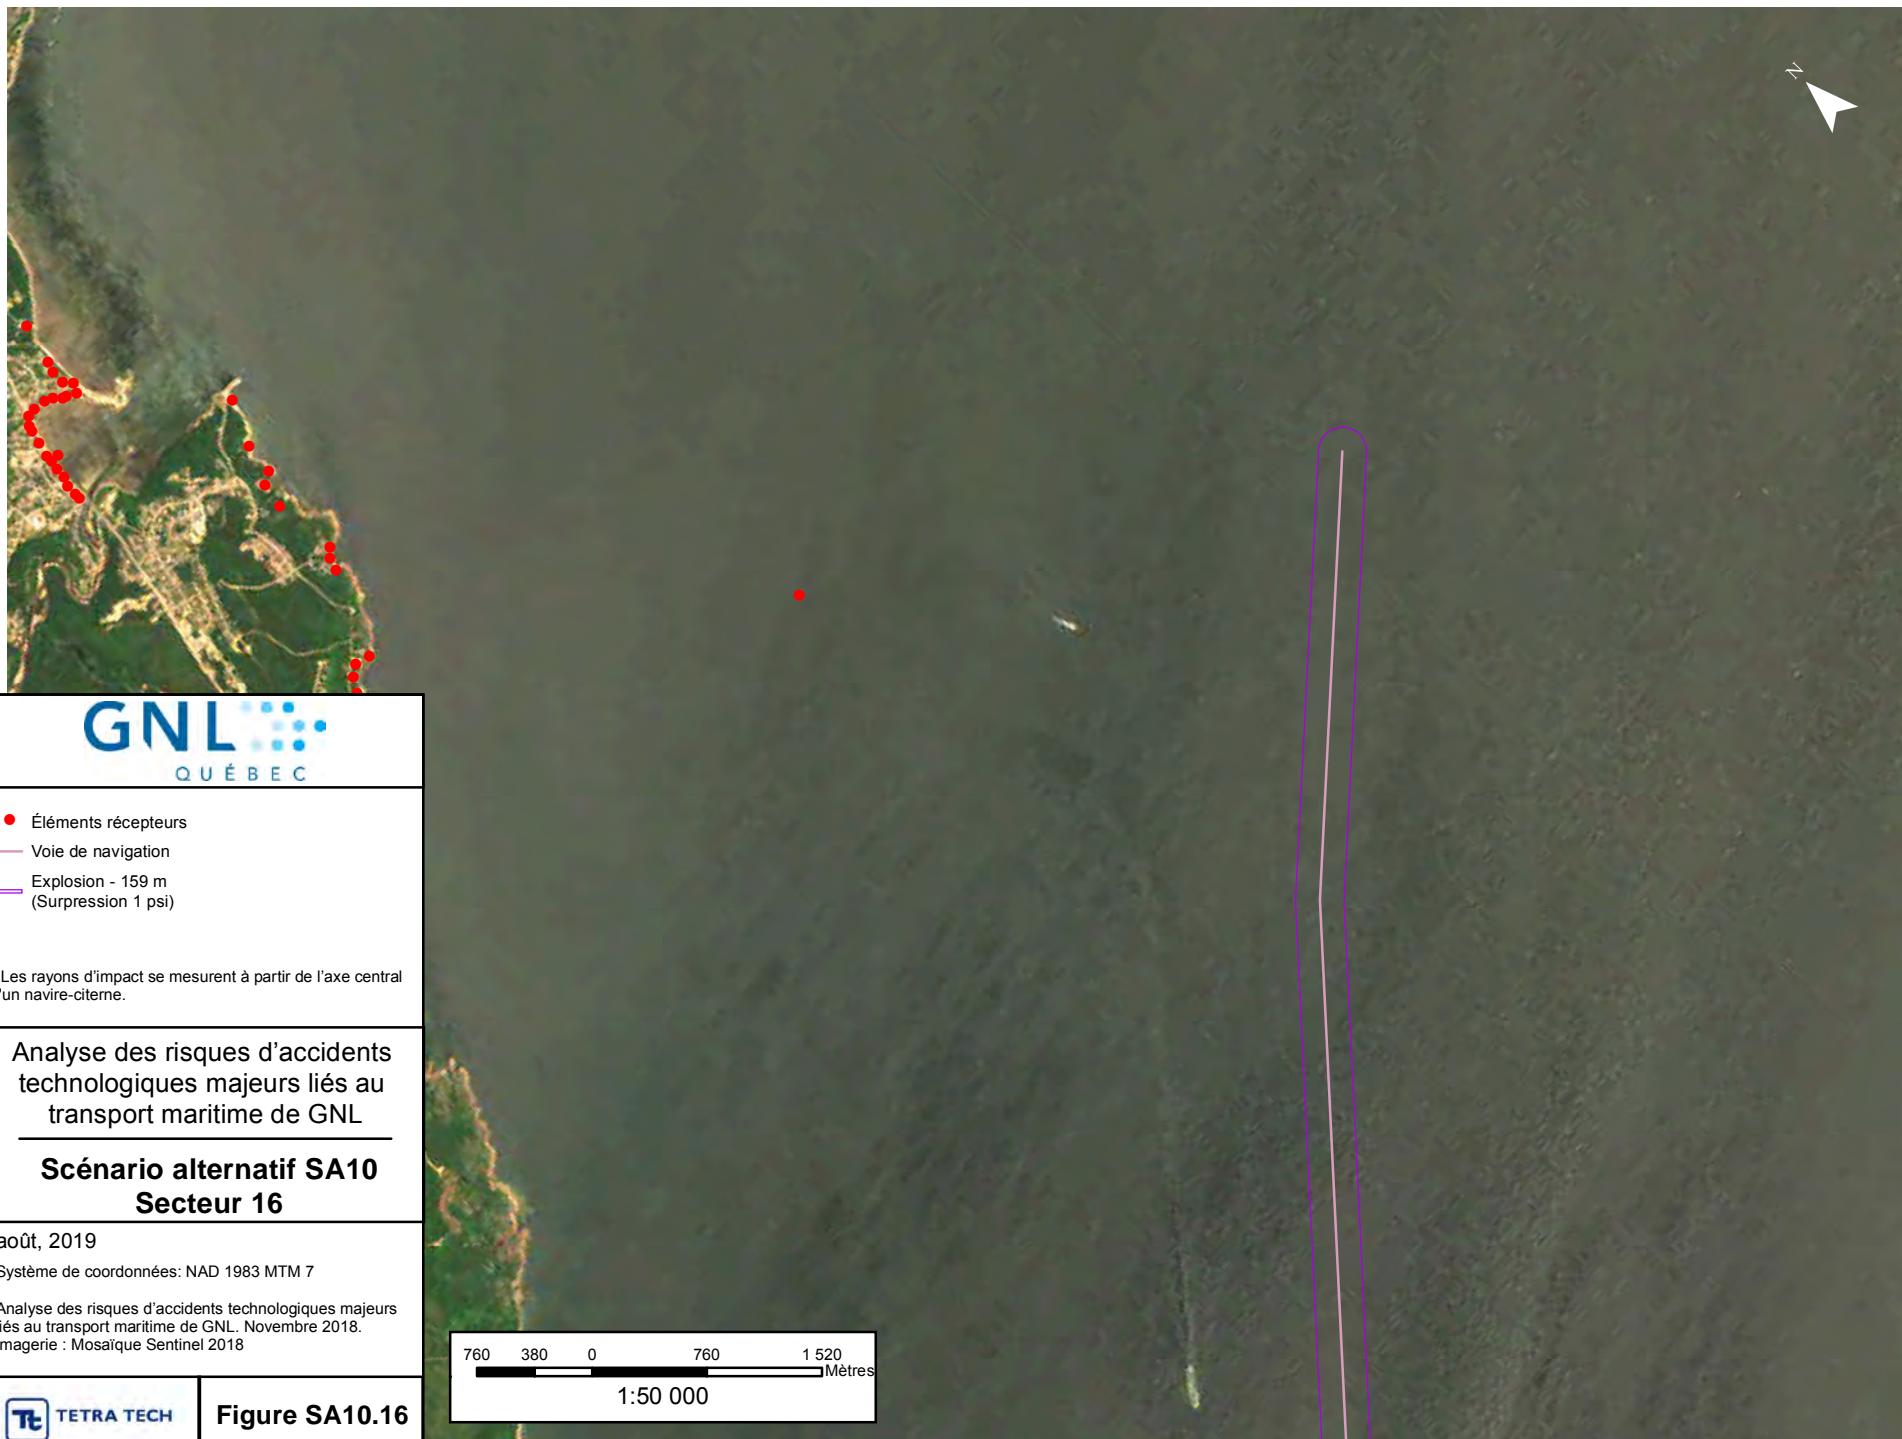 N
GNL
QUÉBEC
Éléments récepteurs
Voie de navigation
Explosion - 159 m
(Surpression 1 psi)
Les rayons d'impact se mesurent à partir de l'axe central
'un navire-citerne.
Analyse des risques d'accidents
technologiques majeurs liés au
transport maritime de GNL
Scénario alternatif SA10
Secteur 16
août, 2019
Système de coordonnées: NAD 1983 MTM 7
Analyse des risques d'accidents technologiques majeurs
iés au transport maritime de GNL. Novembre 2018.
magerie : Mosaïque Sentinel 2018
Tt TETRA TECH
Figure SA10.16
760 380 0 760 1 520
Mètres
1:50 000